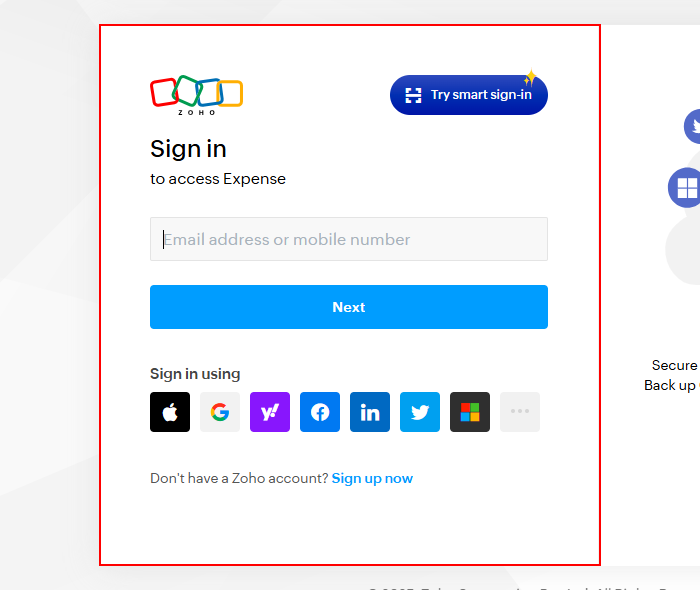 ZOHO
Try smart sign-in
Sign in
to access Expense
Email address or mobile number
Next
Sign in using
Don't have a Zoho account? Sign up now
Secure
Back up